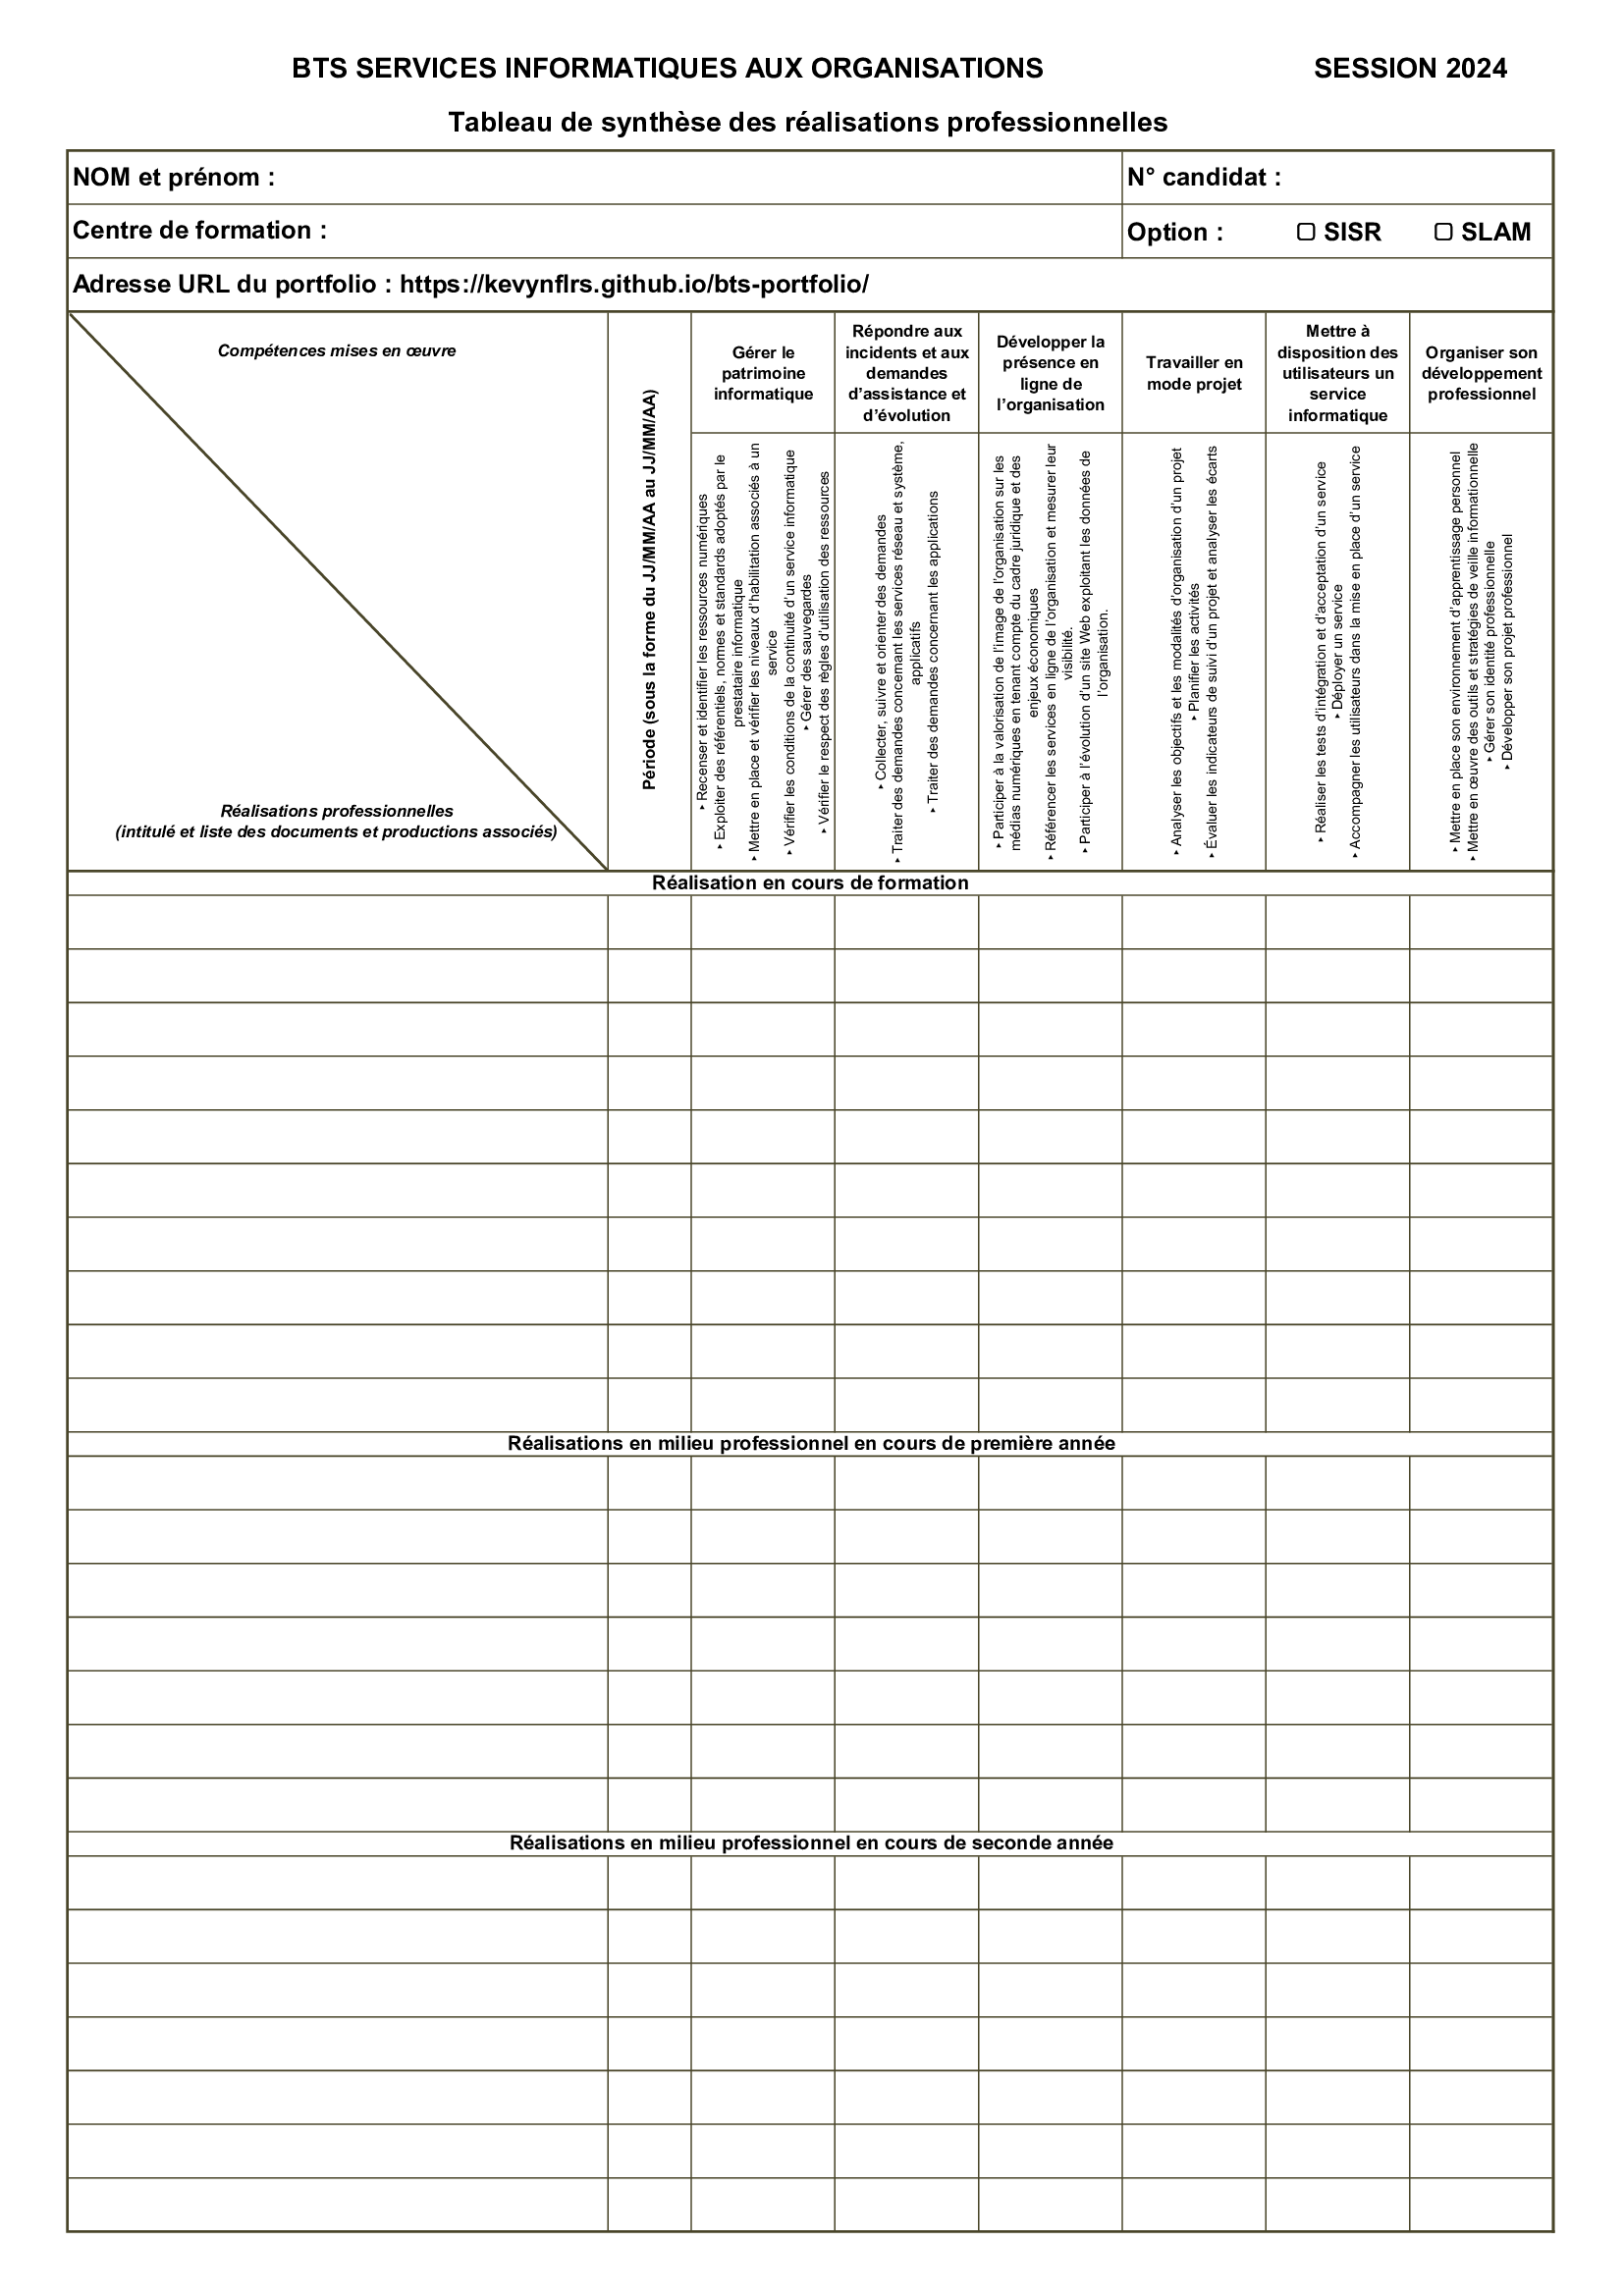 BTS SERVICES INFORMATIQUES AUX ORGANISATIONS SESSION 2024
Tableau de synthèse des réalisations professionnelles
NOM et prénom :
N° candidat :
Centre de formation :
Option : ▢ SISR ▢ SLAM
Adresse URL du portfolio : https://kevynflrs.github.io/bts-portfolio/
Compétences mises en œuvre
Réalisations professionnelles
(intitulé et liste des documents et productions associés)
Période (sous la forme du JJ/MM/AA au JJ/MM/AA)
Gérer le
patrimoine
informatique
Répondre aux
incidents et aux
demandes
d’assistance et
d’évolution
Développer la
présence en
ligne de
l’organisation
Travailler en
mode projet
Mettre à
disposition des
utilisateurs un
service
informatique
Organiser son
développement
professionnel
‣ Recenser et identifier les ressources numériques
‣ Exploiter des référentiels, normes et standards adoptés par le
prestataire informatique
‣ Mettre en place et vérifier les niveaux d’habilitation associés à un
service
‣ Vérifier les conditions de la continuité d’un service informatique
‣ Gérer des sauvegardes
‣ Vérifier le respect des règles d’utilisation des ressources
‣ Collecter, suivre et orienter des demandes
‣ Traiter des demandes concernant les services réseau et système,
applicatifs
‣ Traiter des demandes concernant les applications
‣ Participer à la valorisation de l’image de l’organisation sur les
médias numériques en tenant compte du cadre juridique et des
enjeux économiques
‣ Référencer les services en ligne de l’organisation et mesurer leur
visibilité.
‣ Participer à l’évolution d’un site Web exploitant les données de
l’organisation.
‣ Analyser les objectifs et les modalités d’organisation d’un projet
‣ Planifier les activités
‣ Évaluer les indicateurs de suivi d’un projet et analyser les écarts
‣ Réaliser les tests d’intégration et d’acceptation d’un service
‣ Déployer un service
‣ Accompagner les utilisateurs dans la mise en place d’un service
‣ Mettre en place son environnement d’apprentissage personnel
‣ Mettre en œuvre des outils et stratégies de veille informationnelle
‣ Gérer son identité professionnelle
‣ Développer son projet professionnel
Réalisation en cours de formation
Réalisations en milieu professionnel en cours de première année
Réalisations en milieu professionnel en cours de seconde année